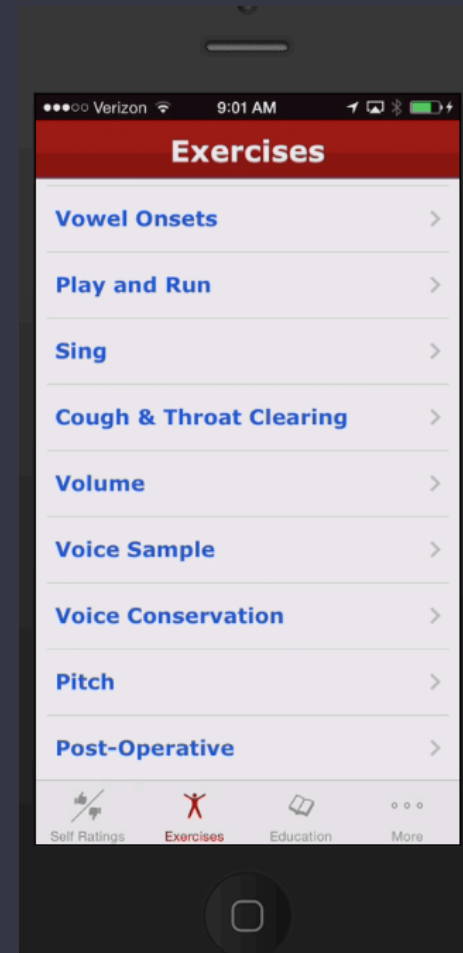 Verizon 9:01 AM
Exercises
Vowel Onsets
Play and Run
Sing
Cough & Throat Clearing
Volume
Voice Sample
Voice Conservation
Pitch
Post-Operative
Self Ratings Exercises Education More